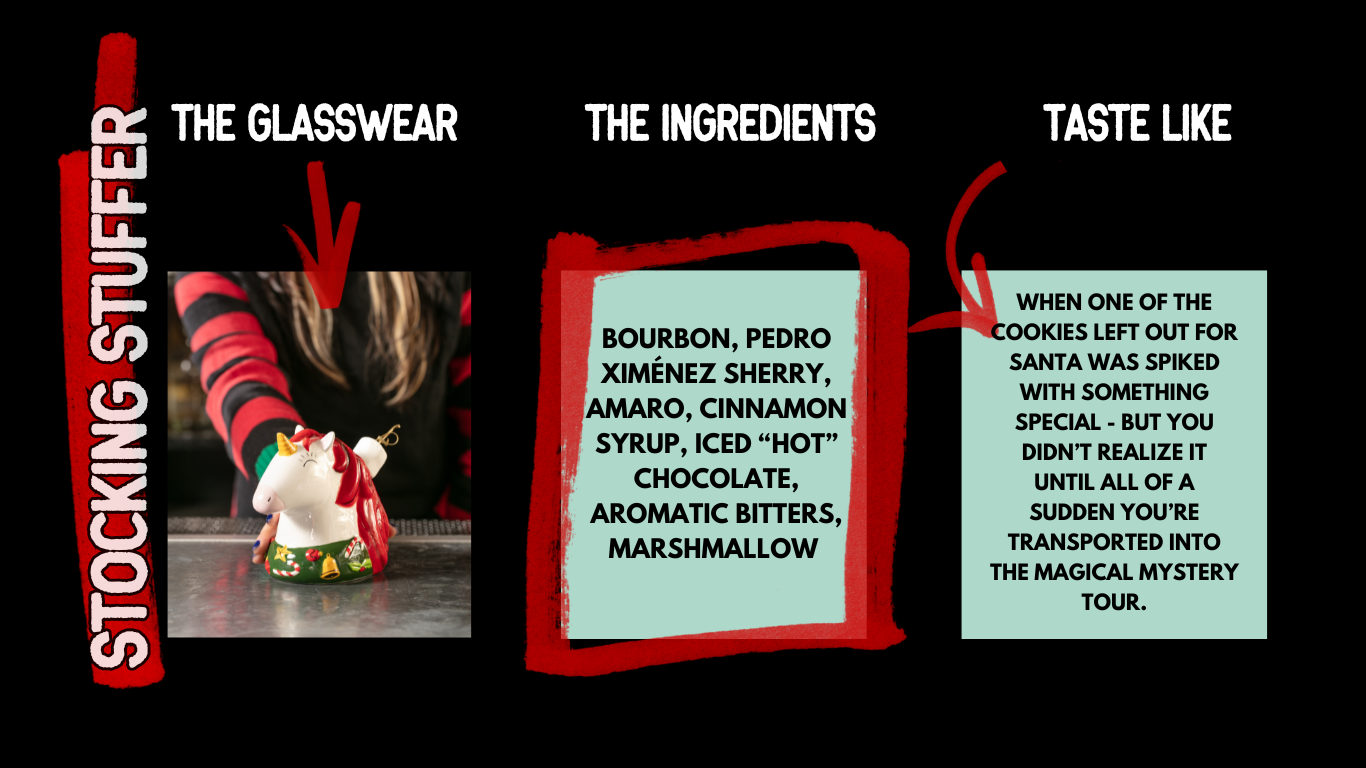 STOCKING STUFFER
THE GLASSWEAR
THE INGREDIENTS
TASTE LIKE
BOURBON, PEDRO
XIMÉNEZ SHERRY,
AMARO, CINNAMON
SYRUP, ICED “HOT”
CHOCOLATE,
AROMATIC BITTERS,
MARSHMALLOW
WHEN ONE OF THE
COOKIES LEFT OUT FOR
SANTA WAS SPIKED
WITH SOMETHING
SPECIAL - BUT YOU
DIDN’T REALIZE IT
UNTIL ALL OF A
SUDDEN YOU’RE
TRANSPORTED INTO
THE MAGICAL MYSTERY
TOUR.